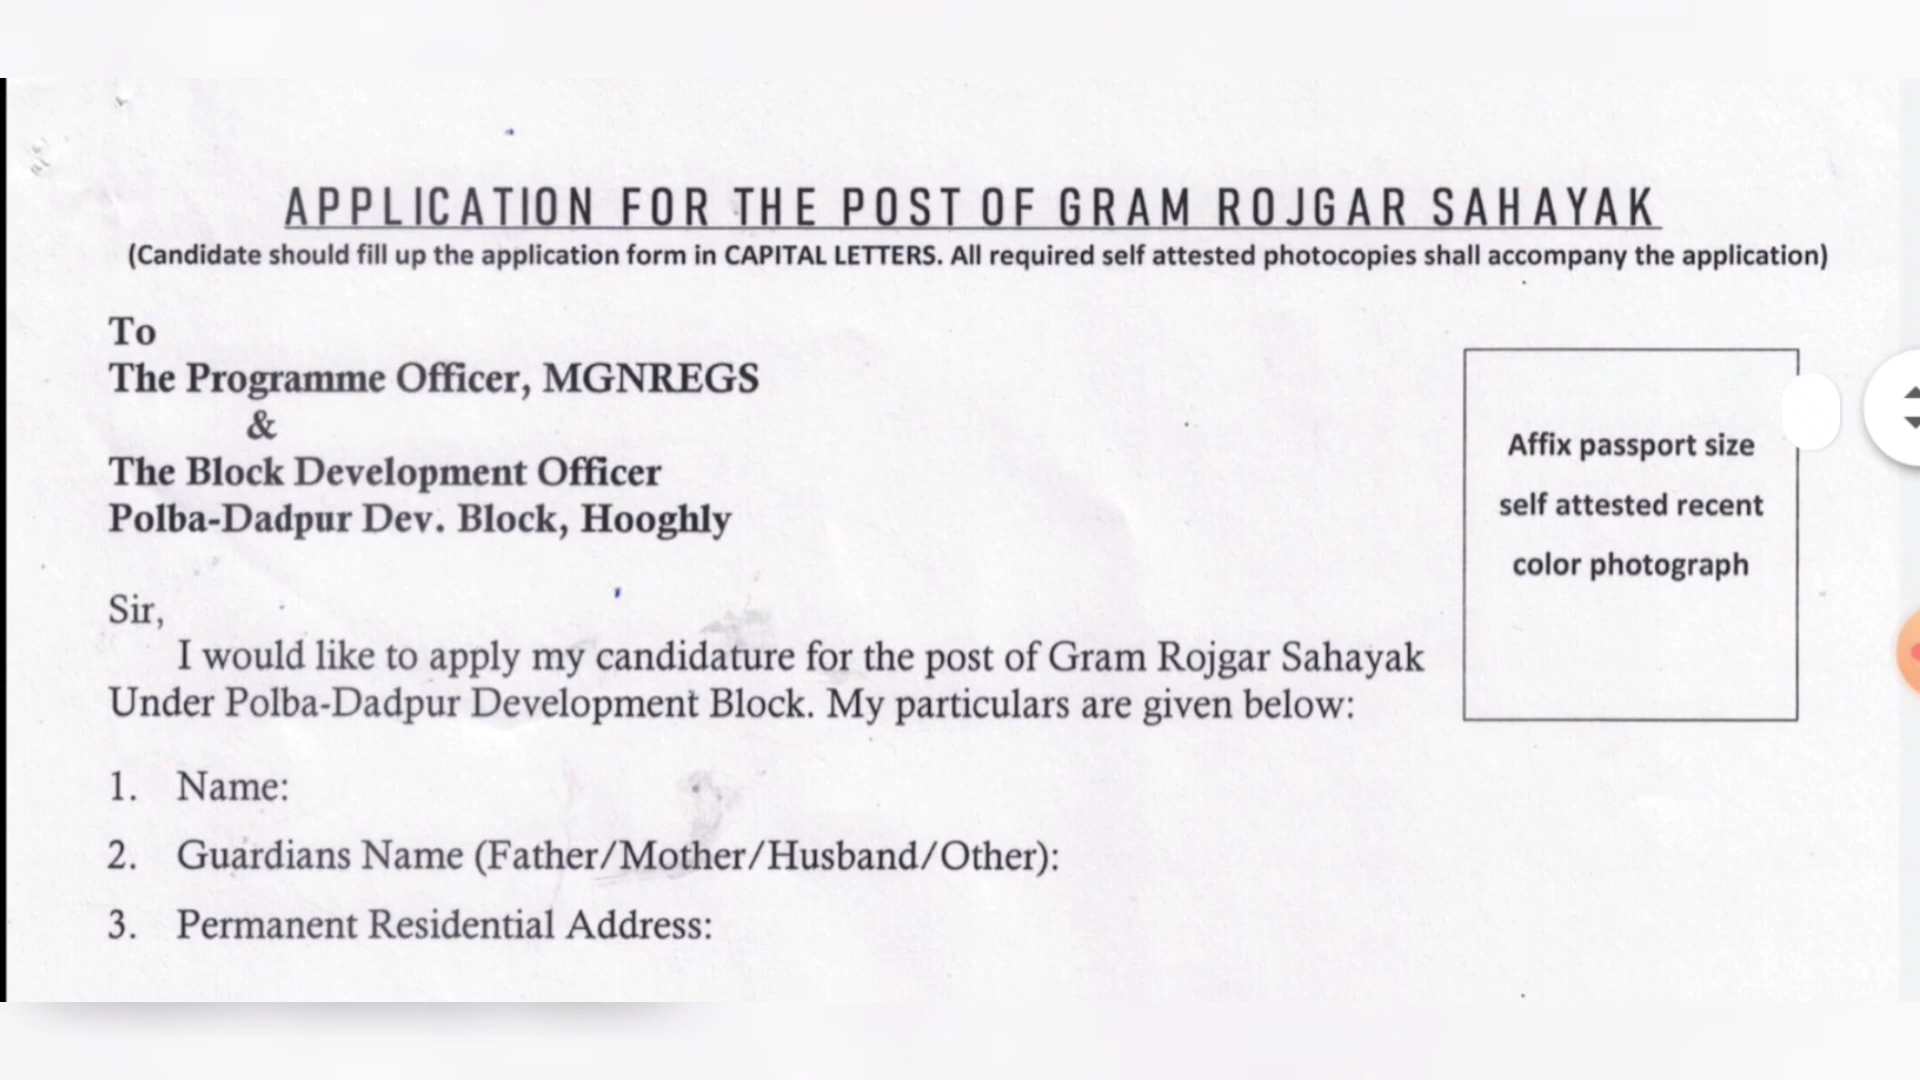 APPLICATION FOR THE POST OF GRAM ROJGAR SAHAYAK
(Candidate should fill up the application form in CAPITAL LETTERS. All required self attested photocopies shall accompany the application)
To
The Programme Officer, MGNREGS
&
The Block Development Officer
Polba-Dadpur Dev. Block, Hooghly
Affix passport size
self attested recent
color photograph
Sir,
I would like to apply my candidature for the post of Gram Rojgar Sahayak
Under Polba-Dadpur Development Block. My particulars are given below:
1. Name:
2. Guardians Name (Father/Mother/Husband/Other):
3. Permanent Residential Address: